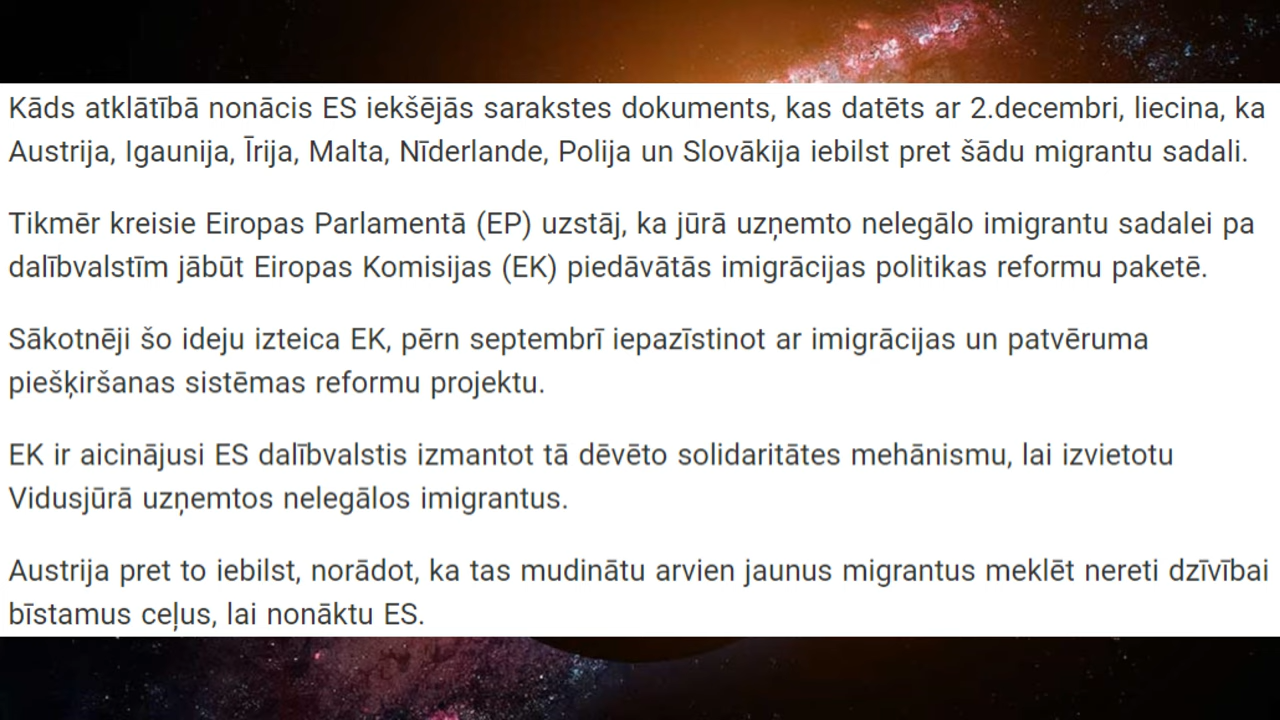 Kāds atklātībā nonācis ES iekšējās sarakstes dokuments, kas datēts ar 2.decembri, liecina, ka
Austrija, Igaunija, Īrija, Malta, Nīderlande, Polija un Slovākija iebilst pret šādu migrantu sadali.
Tikmēr kreisie Eiropas Parlamentā (EP) uzstāj, ka jūrā uzņemto nelegālo imigrantu sadalei pa
dalībvalstīm jābūt Eiropas Komisijas (EK) piedāvātās imigrācijas politikas reformu paketē.
Sākotnēji šo ideju izteica EK, pērn septembrī iepazīstinot ar imigrācijas un patvēruma
piešķiršanas sistēmas reformu projektu.
EK ir aicinājusi ES dalībvalstis izmantot tā dēvēto solidaritātes mehānismu, lai izvietotu
Vidusjūrā uzņemtos nelegālos imigrantus.
Austrija pret to iebilst, norādot, ka tas mudinātu arvien jaunus migrantus meklēt nereti dzīvībai
bīstamus ceļus, lai nonāktu ES.